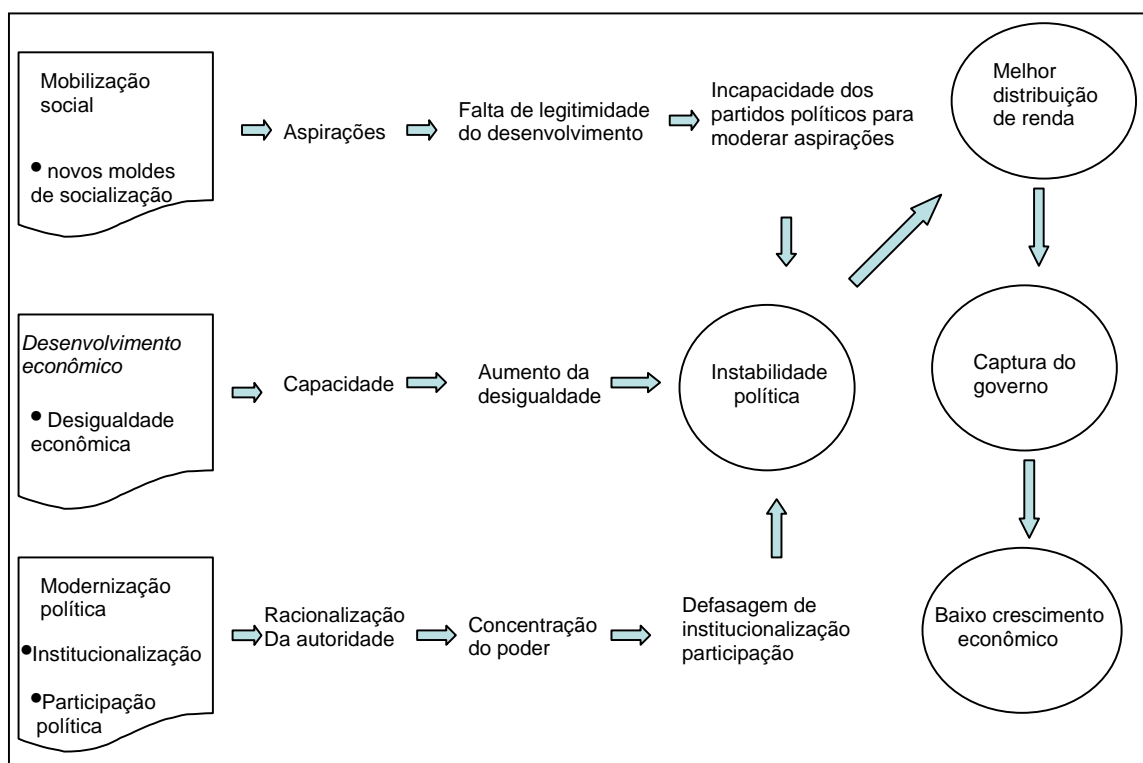 Mobilização
social
• novos moldes
de socialização
Aspirações
Falta de legitimidade
do desenvolvimento
Incapacidade dos
partidos políticos para
moderar aspirações
Melhor
distribuição
de renda
Desenvolvimento
econômico
• Desigualdade
econômica
Capacidade
Aumento da
desigualdade
Instabilidade
política
Captura do
governo
Modernização
política
•Institucionalização
•Participação
política
Racionalização
Da autoridade
Concentração
do poder
Defasagem de
institucionalização
participação
Baixo crescimento
econômico